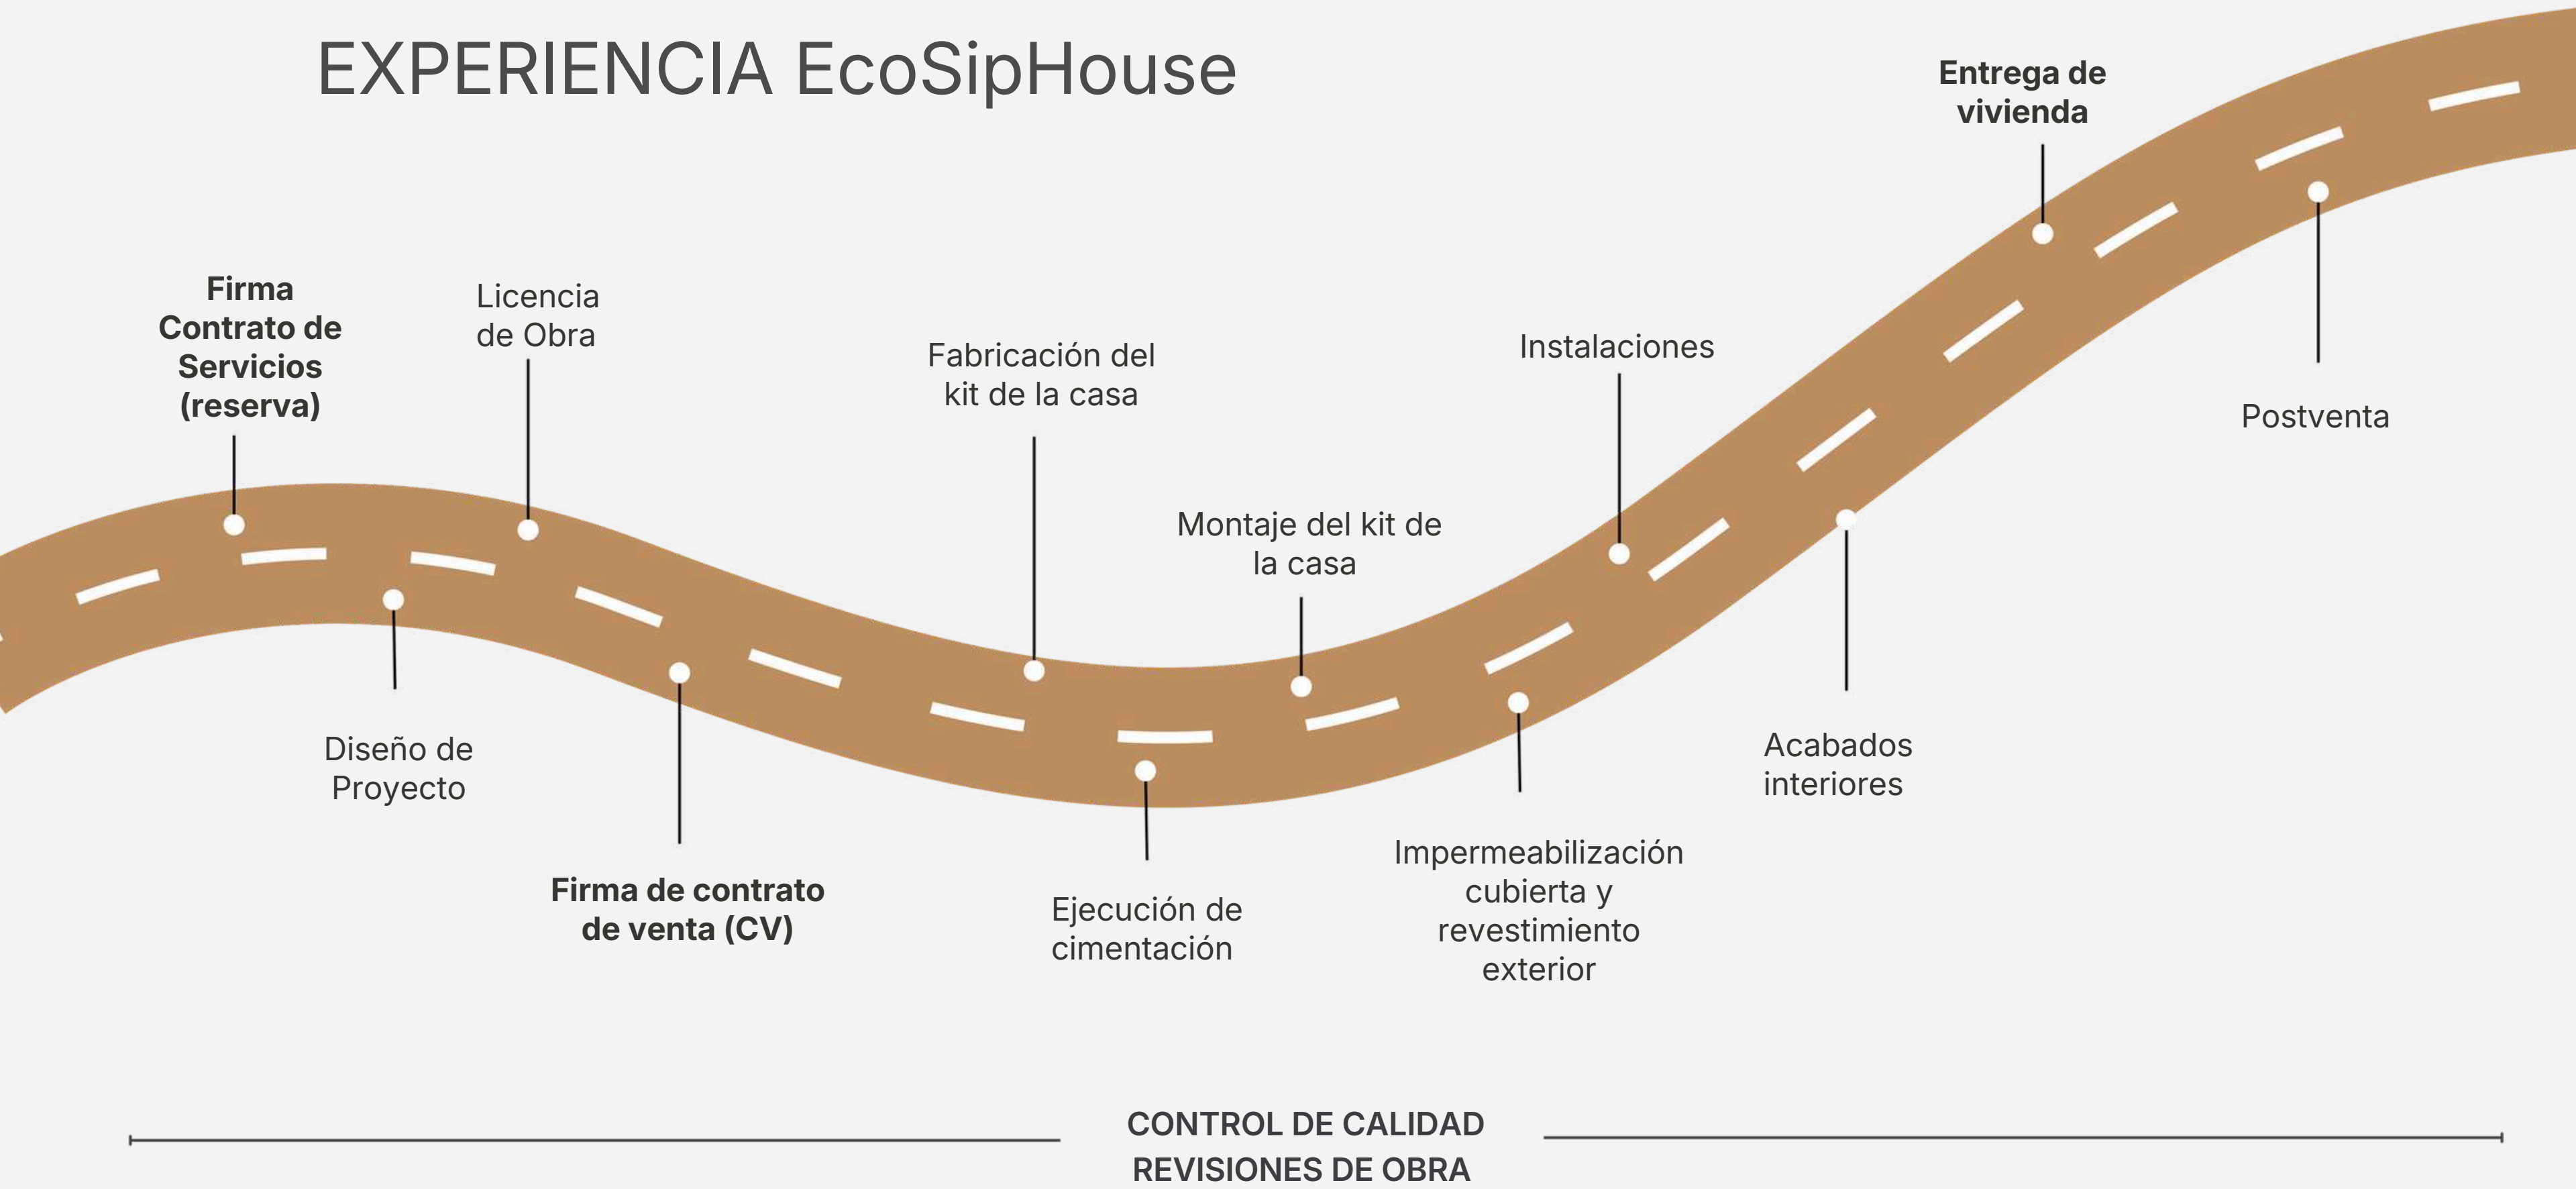 EXPERIENCIA EcoSipHouse
Firma
Contrato de
Servicios
(reserva)
Diseño de
Proyecto
Licencia
de Obra
Firma de contrato
de venta (CV)
Fabricación del
kit de la casa
Ejecución de
cimentación
Montaje del kit de
la casa
Impermeabilización
cubierta y
revestimiento
exterior
Instalaciones
Acabados
interiores
Entrega de
vivienda
Postventa
CONTROL DE CALIDAD
REVISIONES DE OBRA